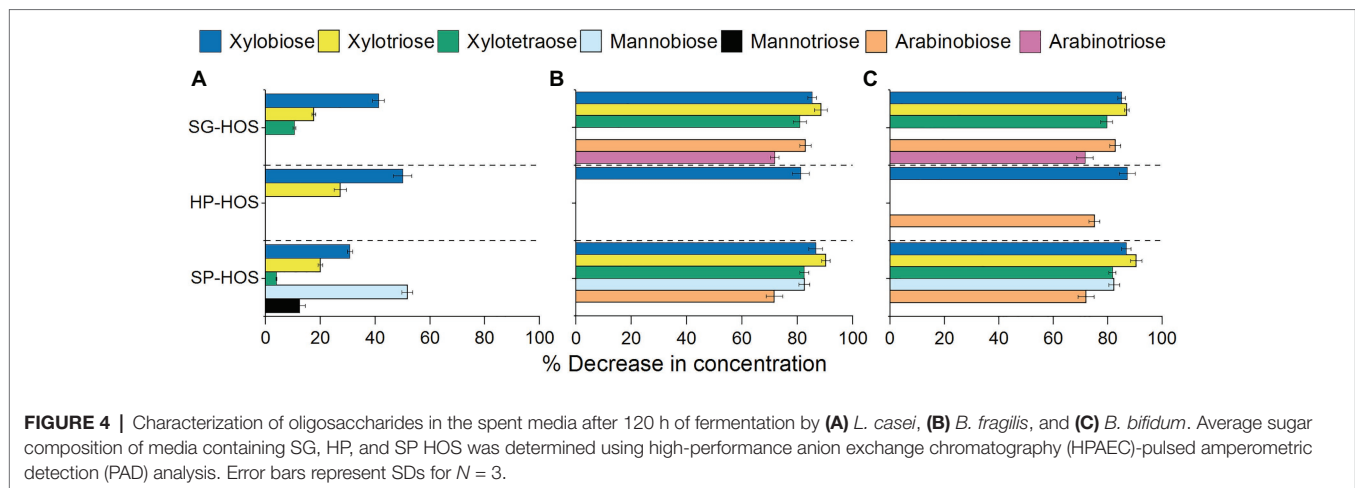 Xylobiose Xylotriose Xylotetraose Mannobiose Mannotriose Arabinobiose Arabinotriose
A B C
SG-HOS
HP-HOS
SP-HOS
0 20 40 60 80 100 0 20 40 60 80 100 0 20 40 60 80 100
% Decrease in concentration
FIGURE 4 | Characterization of oligosaccharides in the spent media after 120 h of fermentation by (A) L. casei, (B) B. fragilis, and (C) B. bifidum. Average sugar
composition of media containing SG, HP, and SP HOS was determined using high-performance anion exchange chromatography (HPAEC)-pulsed amperometric
detection (PAD) analysis. Error bars represent SDs for N = 3.